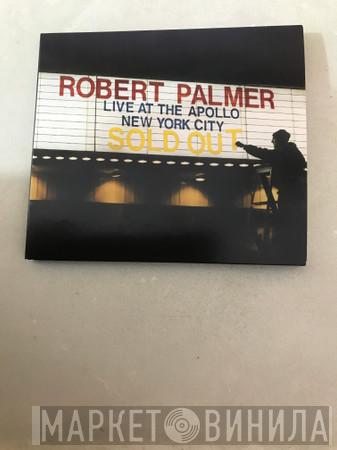 ROBERT PALMER
LIVE AT THE APOLLO
NEW YORK CITY
SOLD OUT
МАРКЕТ ВИНИЛА